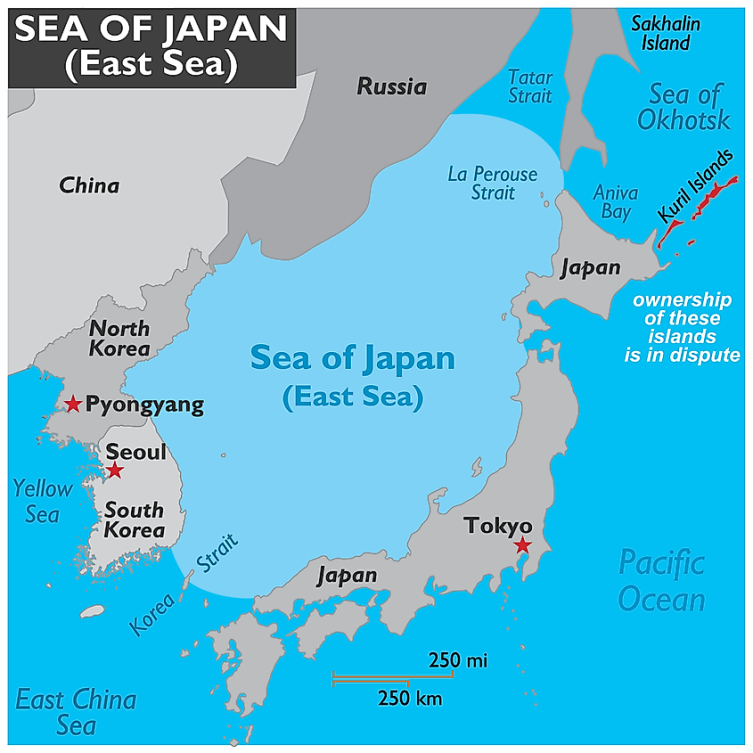 SEA OF JAPAN
(East Sea)
Sakhalin
Island
Russia
Tatar
Strait
Sea of
Okhotsk
China
La Perouse
Strait
Aniva
Bay
Kuril Islands
Japan
ownership
of these
islands
is in dispute
North
Korea
Sea of Japan
(East Sea)
Pyongyang
Seoul
Yellow
Sea
South
Korea
Tokyo
Korea Strait
Japan
Pacific
Ocean
250 mi
250 km
East China
Sea